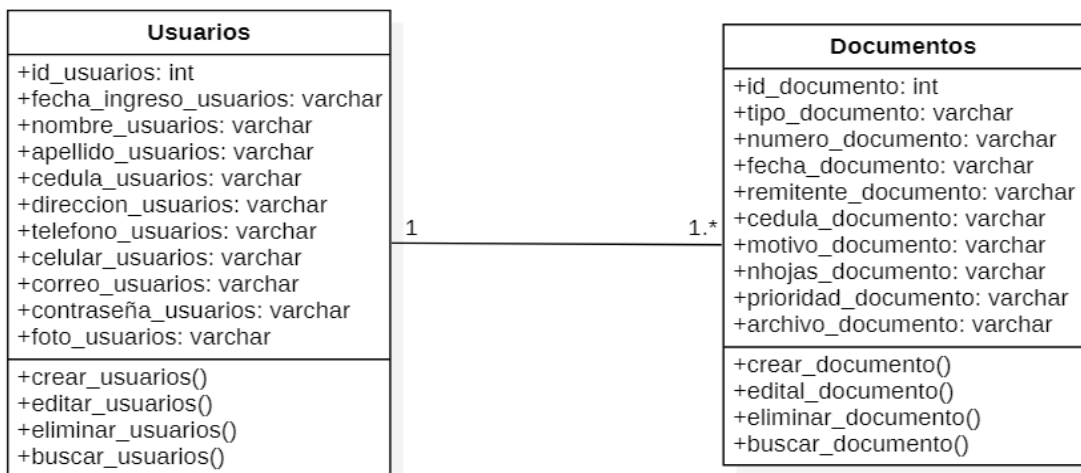 Usuarios
+id_usuarios: int
+fecha_ingreso_usuarios: varchar
+nombre_usuarios: varchar
+apellido_usuarios: varchar
+cedula_usuarios: varchar
+direccion_usuarios: varchar
+telefono_usuarios: varchar
+celular_usuarios: varchar
+correo_usuarios: varchar
+contraseña_usuarios: varchar
+foto_usuarios: varchar
+crear_usuarios()
+editar_usuarios()
+eliminar_usuarios()
+buscar_usuarios()
1
1.*
Documentos
+id_documento: int
+tipo_documento: varchar
+numero_documento: varchar
+fecha_documento: varchar
+remitente_documento: varchar
+cedula_documento: varchar
+motivo_documento: varchar
+nhojas_documento: varchar
+prioridad_documento: varchar
+archivo_documento: varchar
+crear_documento()
+edital_documento()
+eliminar_documento()
+buscar_documento()